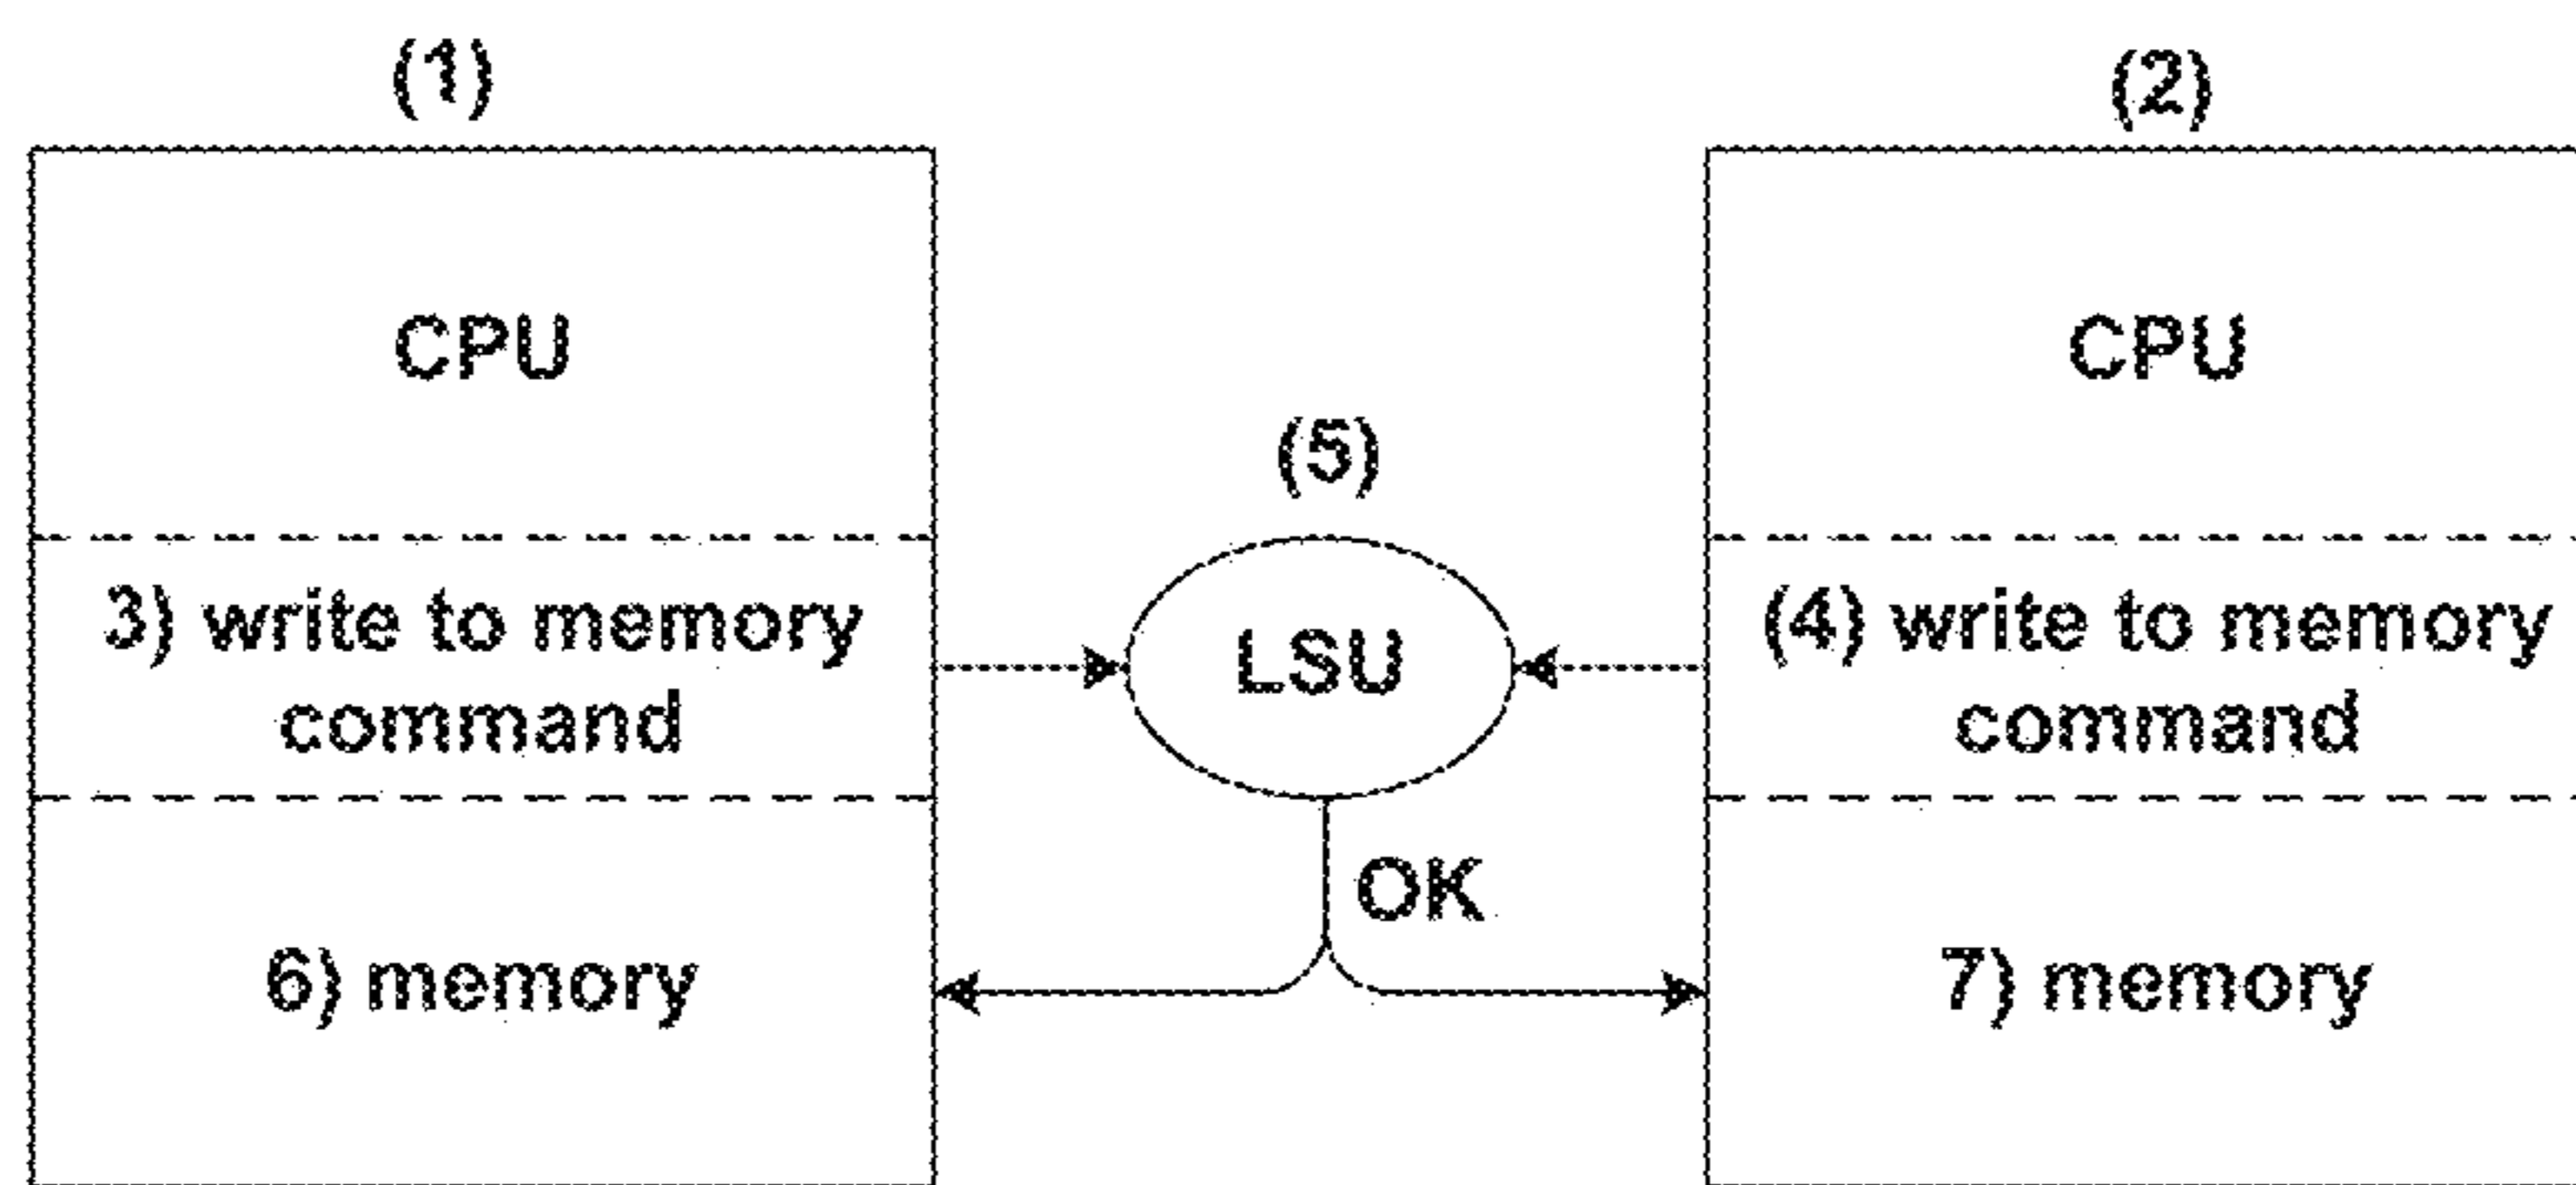 (1)
(2)
CPU
CPU
(5)
3) write to memory
command
LSU
(4) write to memory
command
OK
6) memory
7) memory